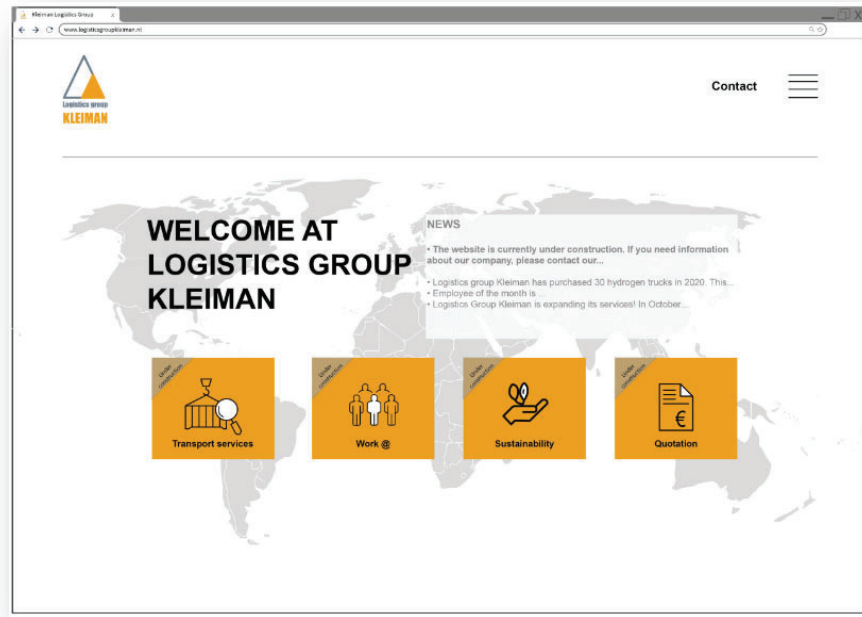 Kleiman Logistics Group X
X
www.logisticsgroupkleiman.nl
Logistics group
KLEIMAN
Contact
WELCOME AT
LOGISTICS GROUP
KLEIMAN
NEWS
• The website is currently under construction. If you need information
about our company, please contact our...
• Logistics group Kleiman has purchased 30 hydrogen trucks in 2020. This...
• Employee of the month is ...
• Logistics Group Kleiman is expanding its services! In October...
Under
construction
Transport services
Under
construction
Work @
Under
construction
Sustainability
Under
construction
€
Quotation